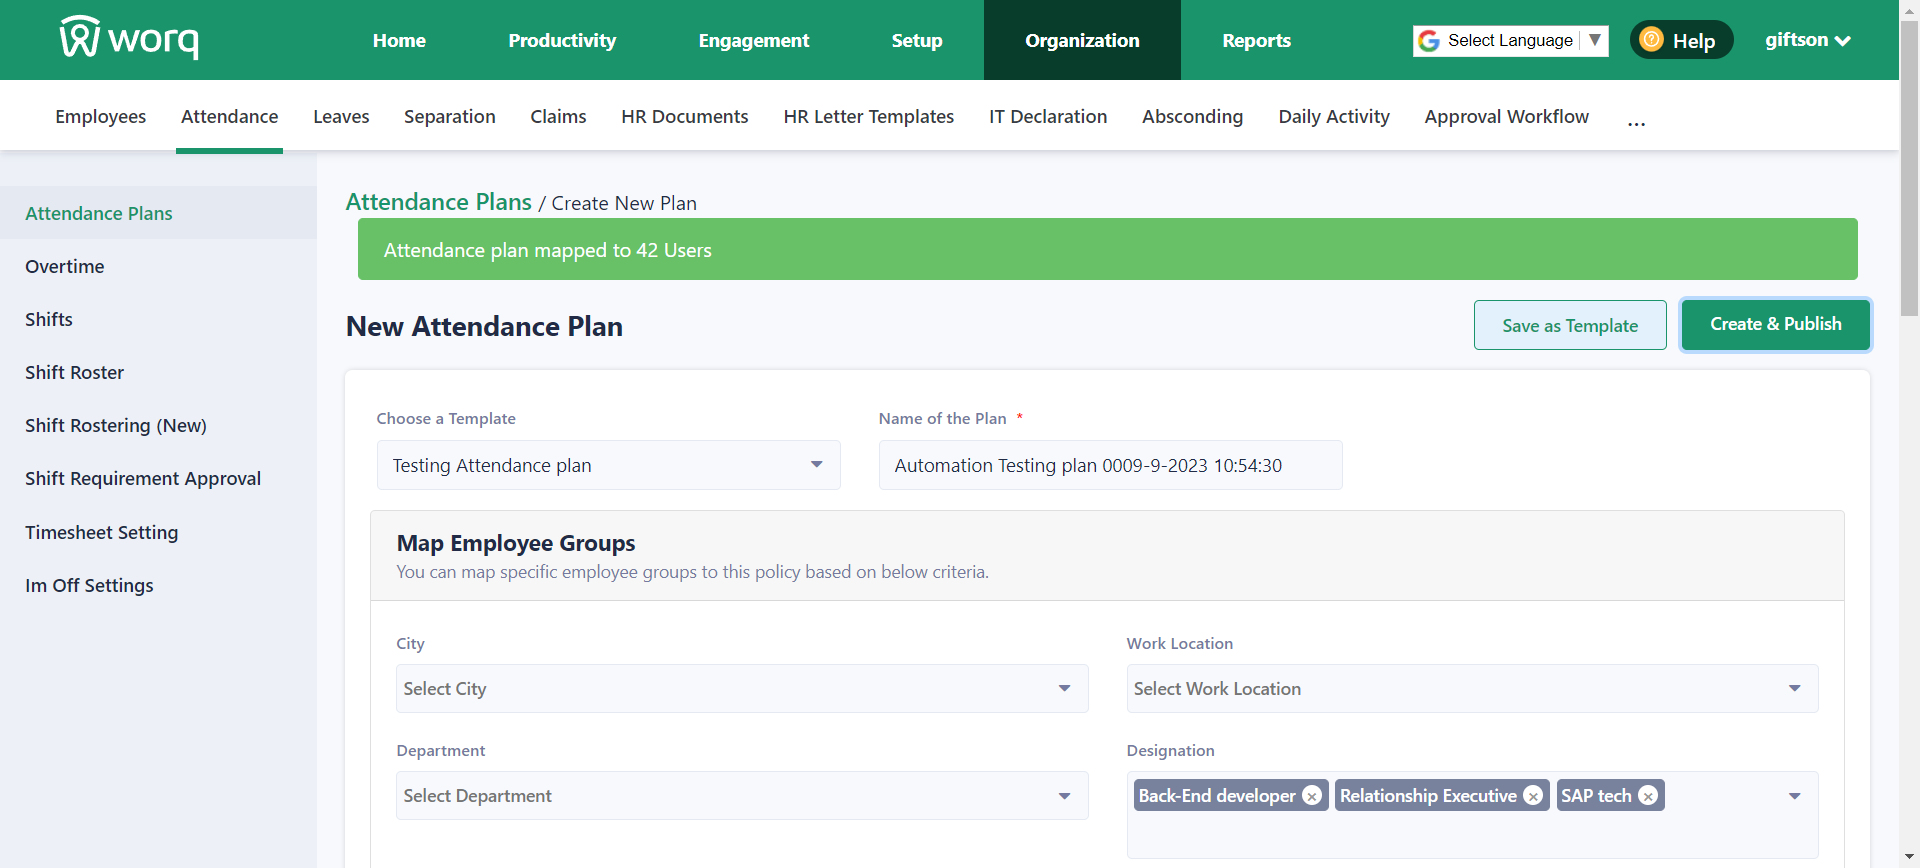 worq
Home Productivity Engagement Setup Organization Reports
Select Language ▼
Help
giftson
Employees Attendance Leaves Separation Claims HR Documents HR Letter Templates IT Declaration Absconding Daily Activity Approval Workflow ...
Attendance Plans
Overtime
Shifts
Shift Roster
Shift Rostering (New)
Shift Requirement Approval
Timesheet Setting
Im Off Settings
Attendance Plans / Create New Plan
Attendance plan mapped to 42 Users
New Attendance Plan
Save as Template
Create & Publish
Choose a Template
Testing Attendance plan
Name of the Plan *
Automation Testing plan 0009-9-2023 10:54:30
Map Employee Groups
You can map specific employee groups to this policy based on below criteria.
City
Select City
Work Location
Select Work Location
Department
Select Department
Designation
Back-End developer Relationship Executive SAP tech